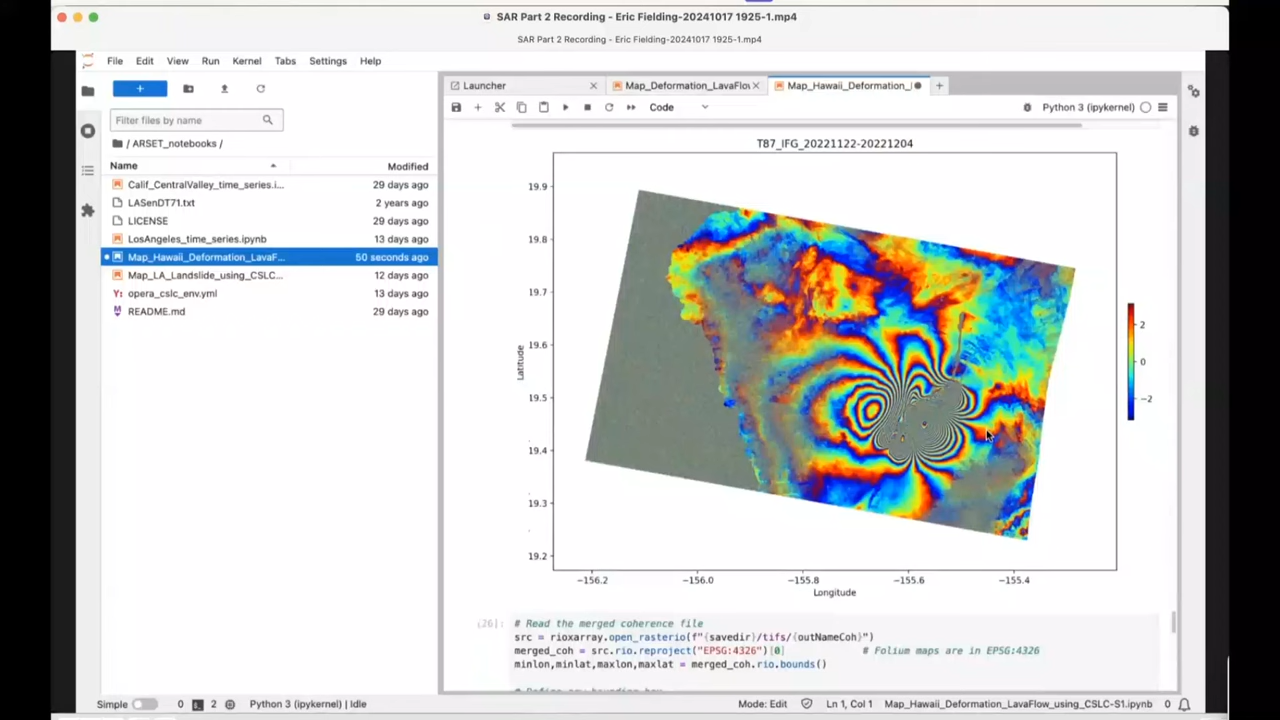 SAR Part 2 Recording - Eric Fielding-20241017 1925-1.mp4
SAR Part 2 Recording - Eric Fielding-20241017 1925-1.mp4
File Edit View Run Kernel Tabs Settings Help
Launcher
Map_Deformation_LavaFlo
Map_Hawaii_Deformation_
Code
Python 3 (ipykernel)
Filter files by name
/ ARSET_notebooks /
Name Modified
Calif_CentralValley_time_series.i... 29 days ago
LASenDT71.txt 2 years ago
LICENSE 29 days ago
LosAngeles_time_series.ipynb 13 days ago
Map_Hawaii_Deformation_LavaF... 50 seconds ago
Map_LA_Landslide_using_CSLC... 12 days ago
opera_cslc_env.yml 13 days ago
README.md 29 days ago
T87_IFG_20221122-20221204
19.9
19.8
19.7
19.6
19.5
19.4
19.3
19.2
Latitude
−156.2 −156.0 −155.8 −155.6 −155.4
Longitude
2
0
−2
[26]:
# Read the merged coherence file
src = rioxarray.open_rasterio(f"{savedir}/tifs/{outNameCoh}")
merged_coh = src.rio.reproject("EPSG:4326")[0] # Folium maps are in EPSG:4326
minlon,minlat,maxlon,maxlat = merged_coh.rio.bounds()
Simple 0 2 Python 3 (ipykernel) | Idle
Mode: Edit Ln 1, Col 1 Map_Hawaii_Deformation_LavaFlow_using_CSLC-S1.ipynb 0